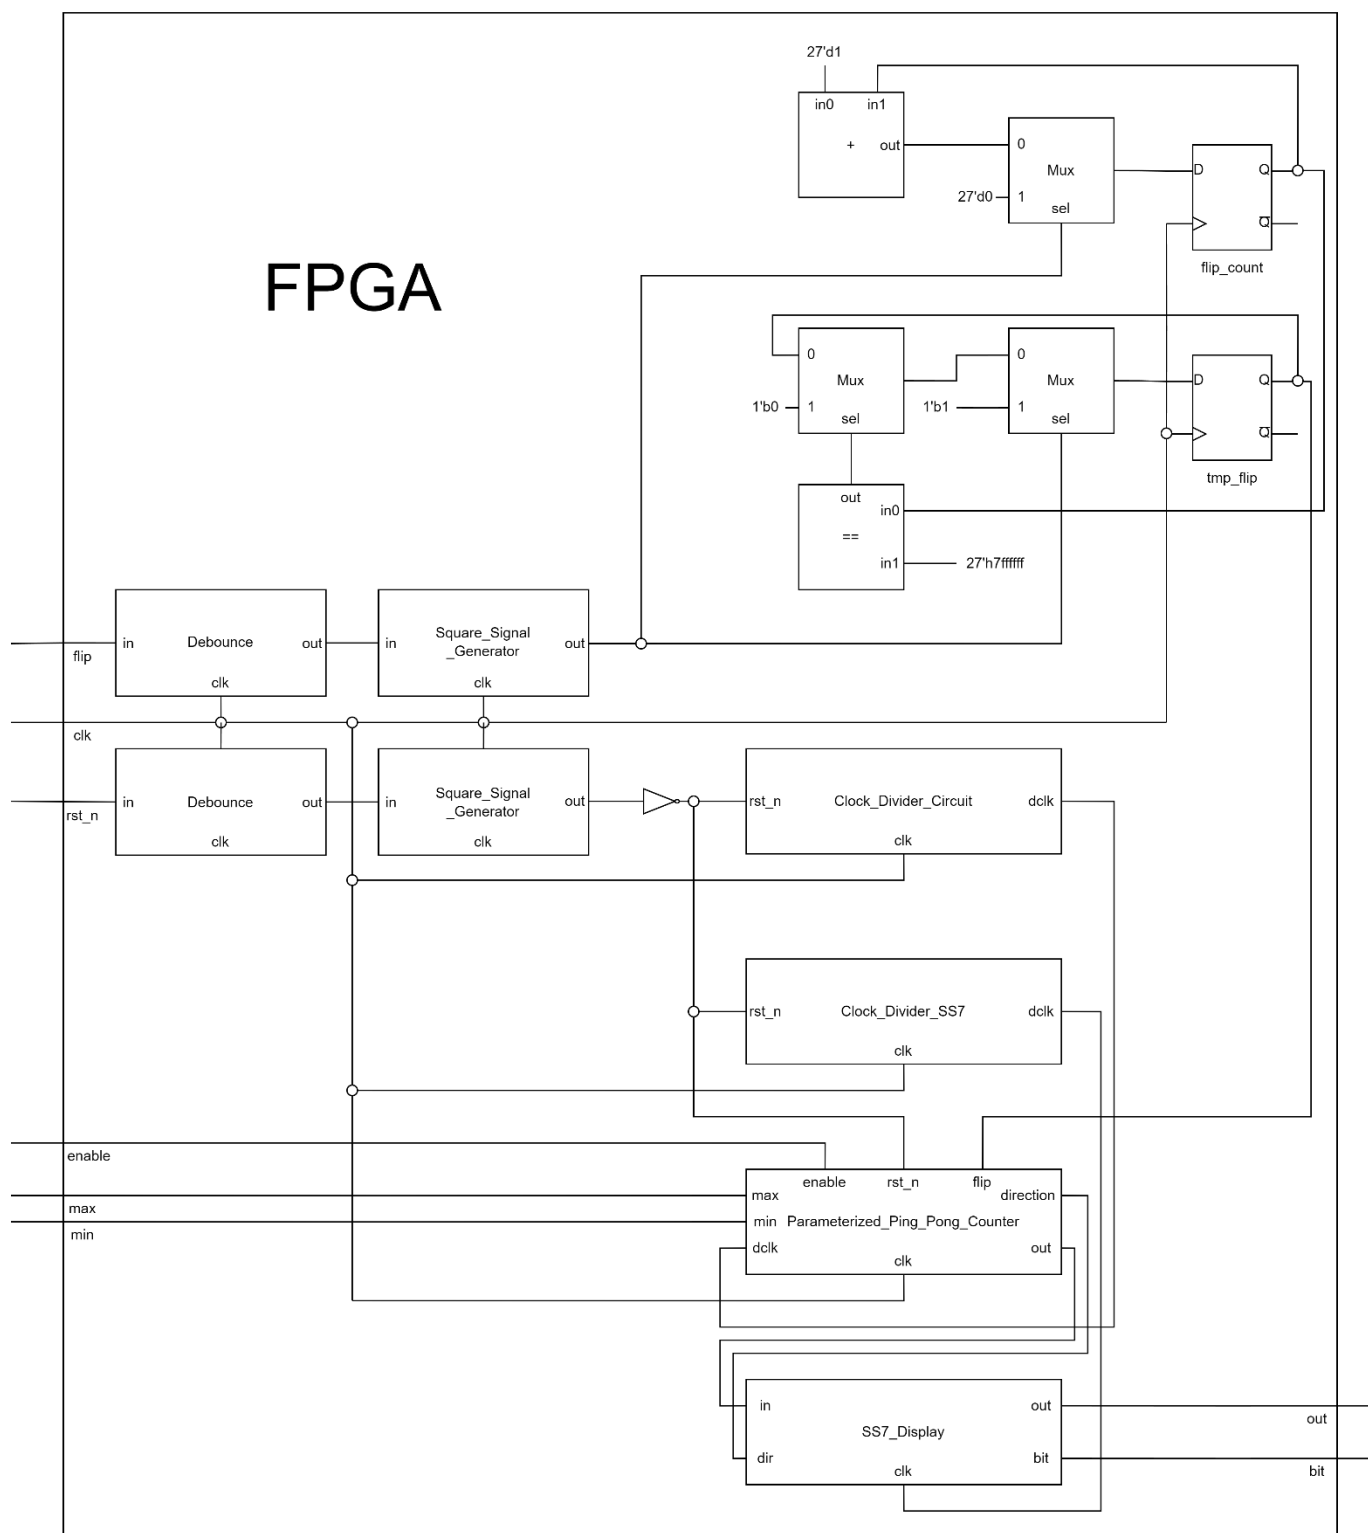 27'd1
in0
in1
+
out
0
Mux
27'd0
1
sel
D
Q
Q
flip_count
FPGA
0
Mux
1'b0
1
sel
0
Mux
1'b1
1
sel
D
Q
Q
tmp_flip
out
in0
==
in1
27'h7ffffff
flip
in
Debounce
out
clk
in
Square_Signal
_Generator
out
clk
clk
rst_n
in
Debounce
out
clk
in
Square_Signal
_Generator
out
clk
rst_n
Clock_Divider_Circuit
dclk
clk
rst_n
Clock_Divider_SS7
dclk
clk
enable
max
min
enable
rst_n
flip
max
direction
min
Parameterized_Ping_Pong_Counter
dclk
out
clk
in
out
SS7_Display
dir
bit
clk
out
bit